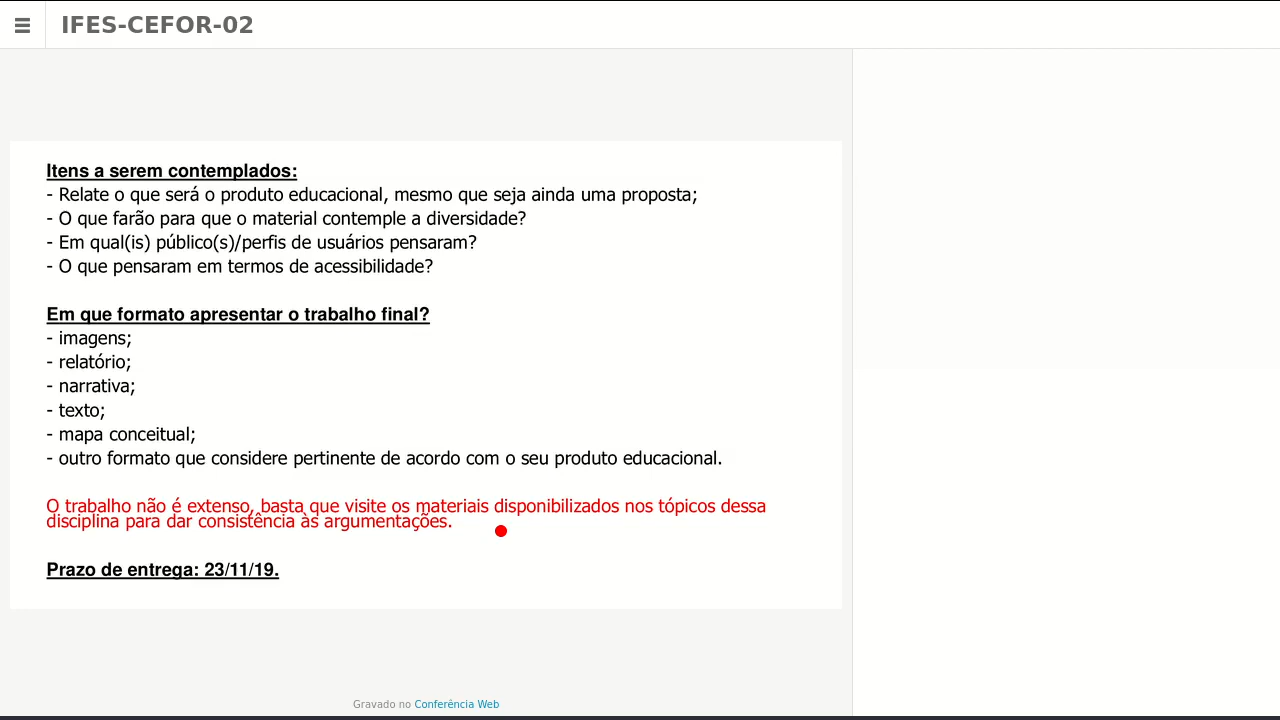 IFES-CEFOR-02
Itens a serem contemplados:
- Relate o que será o produto educacional, mesmo que seja ainda uma proposta;
- O que farão para que o material contemple a diversidade?
- Em qual(is) público(s)/perfis de usuários pensaram?
- O que pensaram em termos de acessibilidade?
Em que formato apresentar o trabalho final?
- imagens;
- relatório;
- narrativa;
- texto;
- mapa conceitual;
- outro formato que considere pertinente de acordo com o seu produto educacional.
O trabalho não é extenso, basta que visite os materiais disponibilizados nos tópicos dessa
disciplina para dar consistência às argumentações.
Prazo de entrega: 23/11/19.
Gravado no Conferência Web